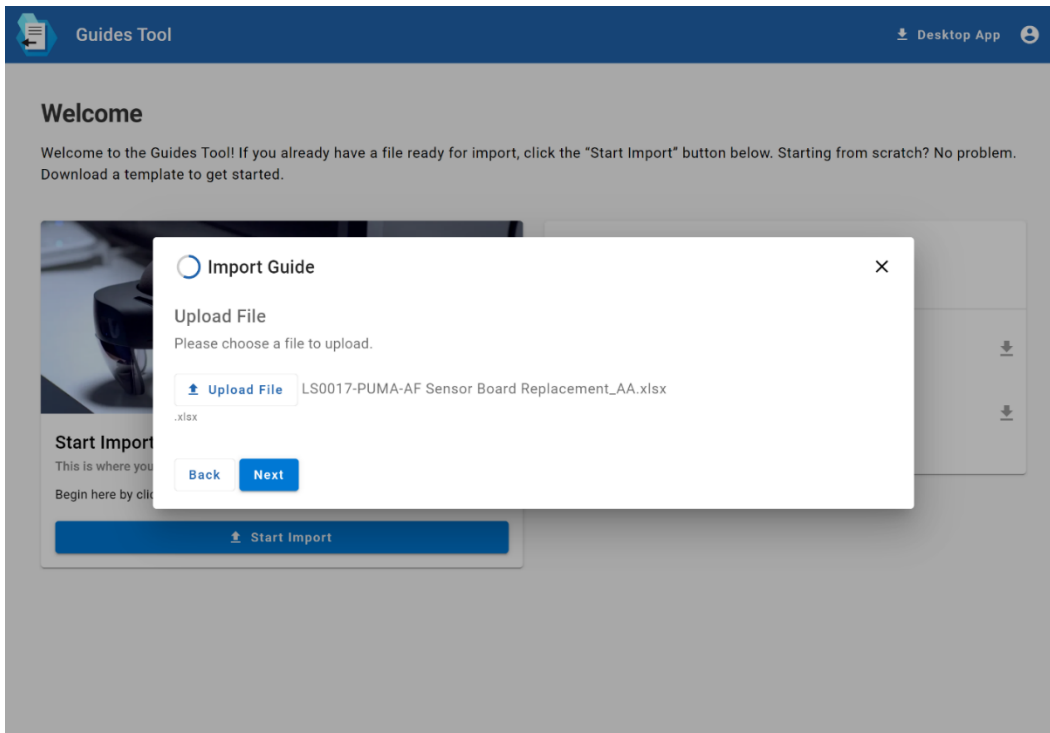 Guides Tool
Desktop App
Welcome
Welcome to the Guides Tool! If you already have a file ready for import, click the “Start Import” button below. Starting from scratch? No problem.
Download a template to get started.
Import Guide
Upload File
Please choose a file to upload.
Upload File LS0017-PUMA-AF Sensor Board Replacement_AA.xlsx
.xlsx
Back Next
Start Import
This is where you
Begin here by clic
Start Import